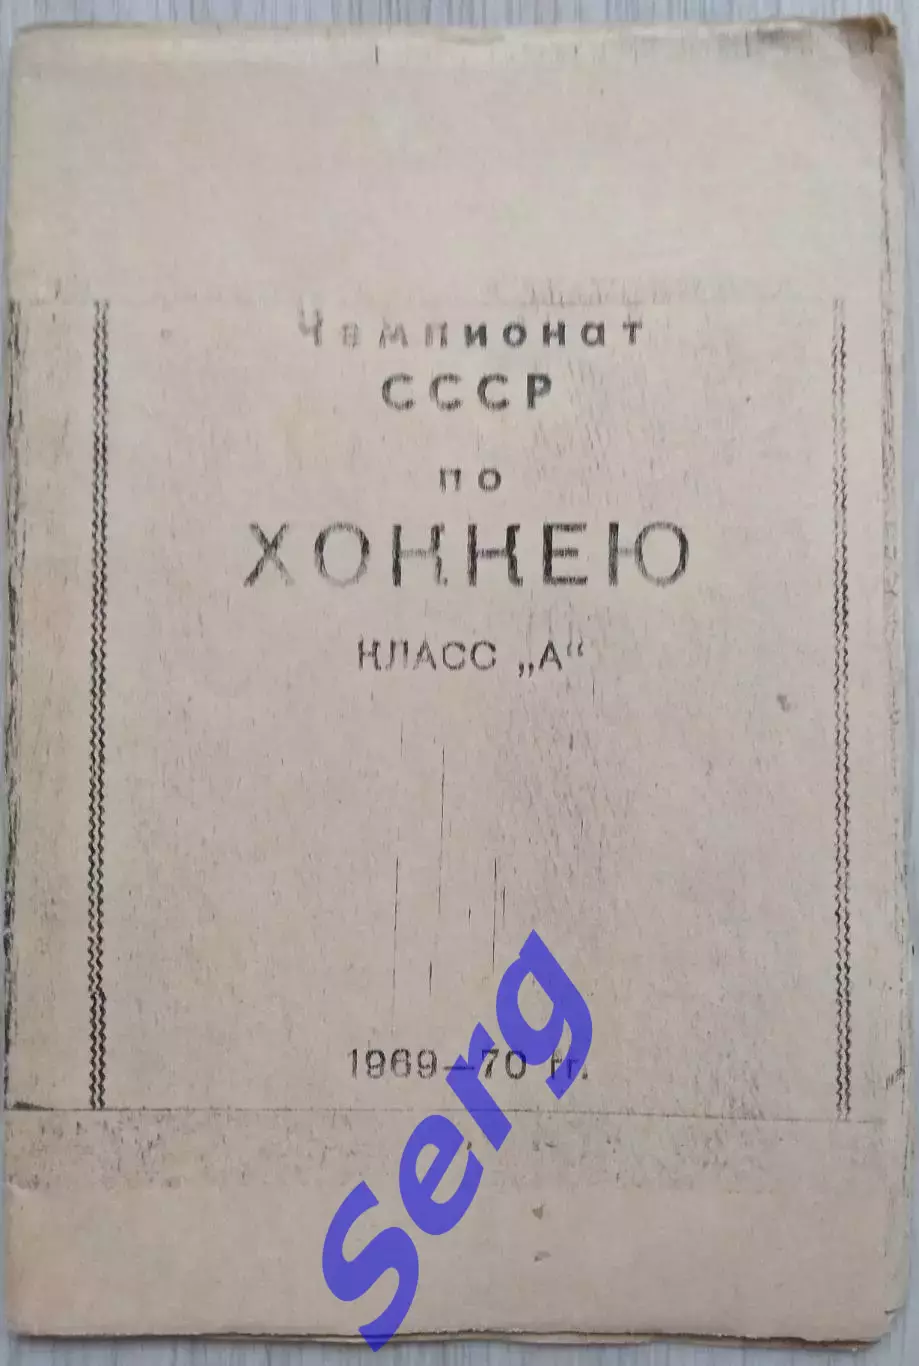 Чемпионат
СССР
по
ХОККЕЮ
КЛАСС „А“
1969—70 гг.
Serg